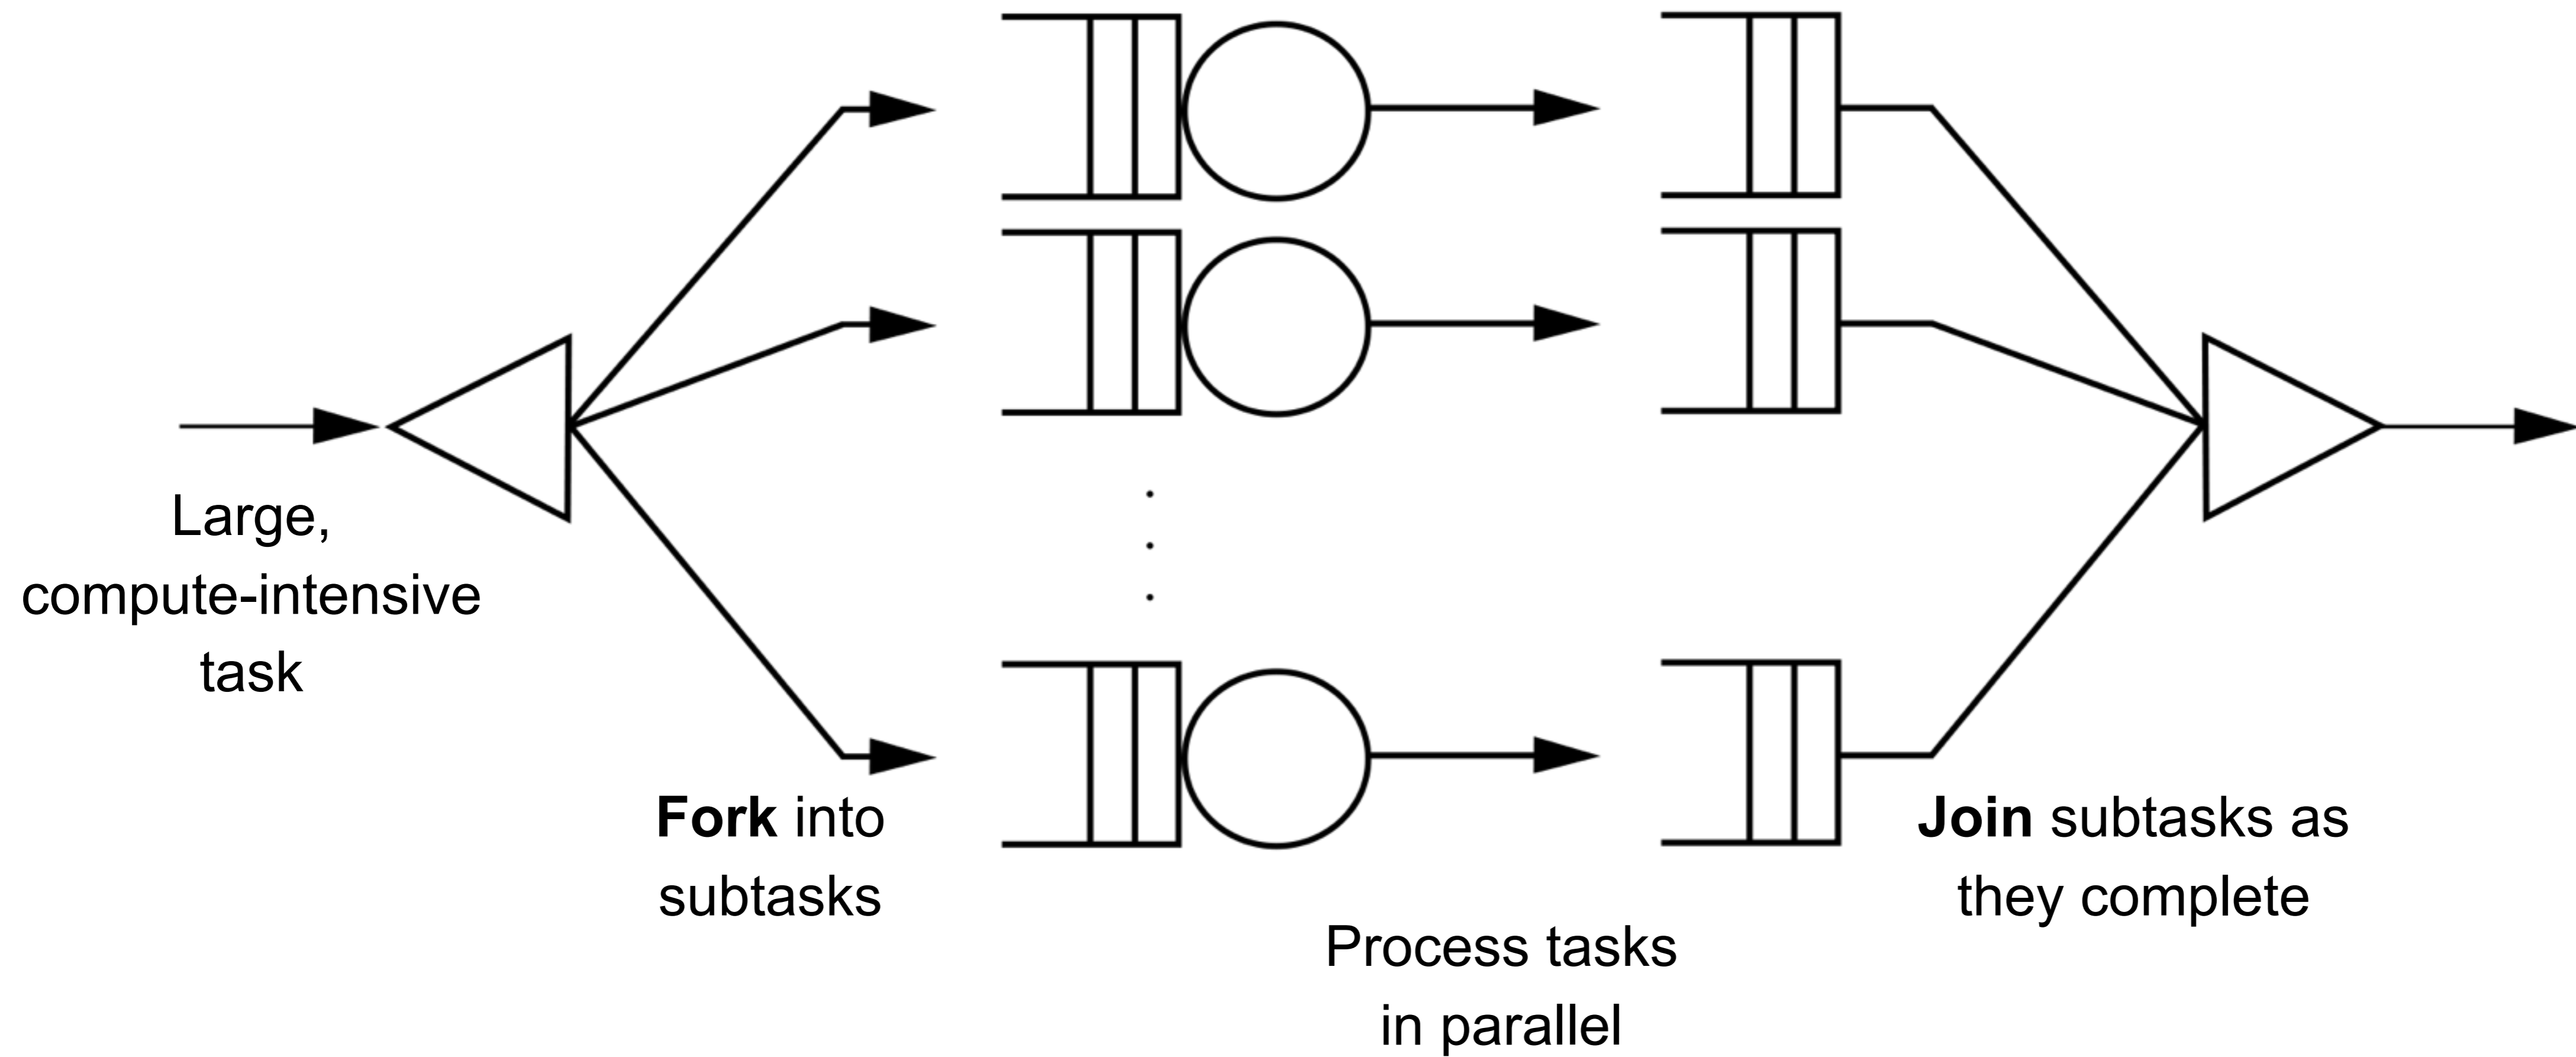 Large,
compute-intensive
task
Fork into
subtasks
Process tasks
in parallel
Join subtasks as
they complete